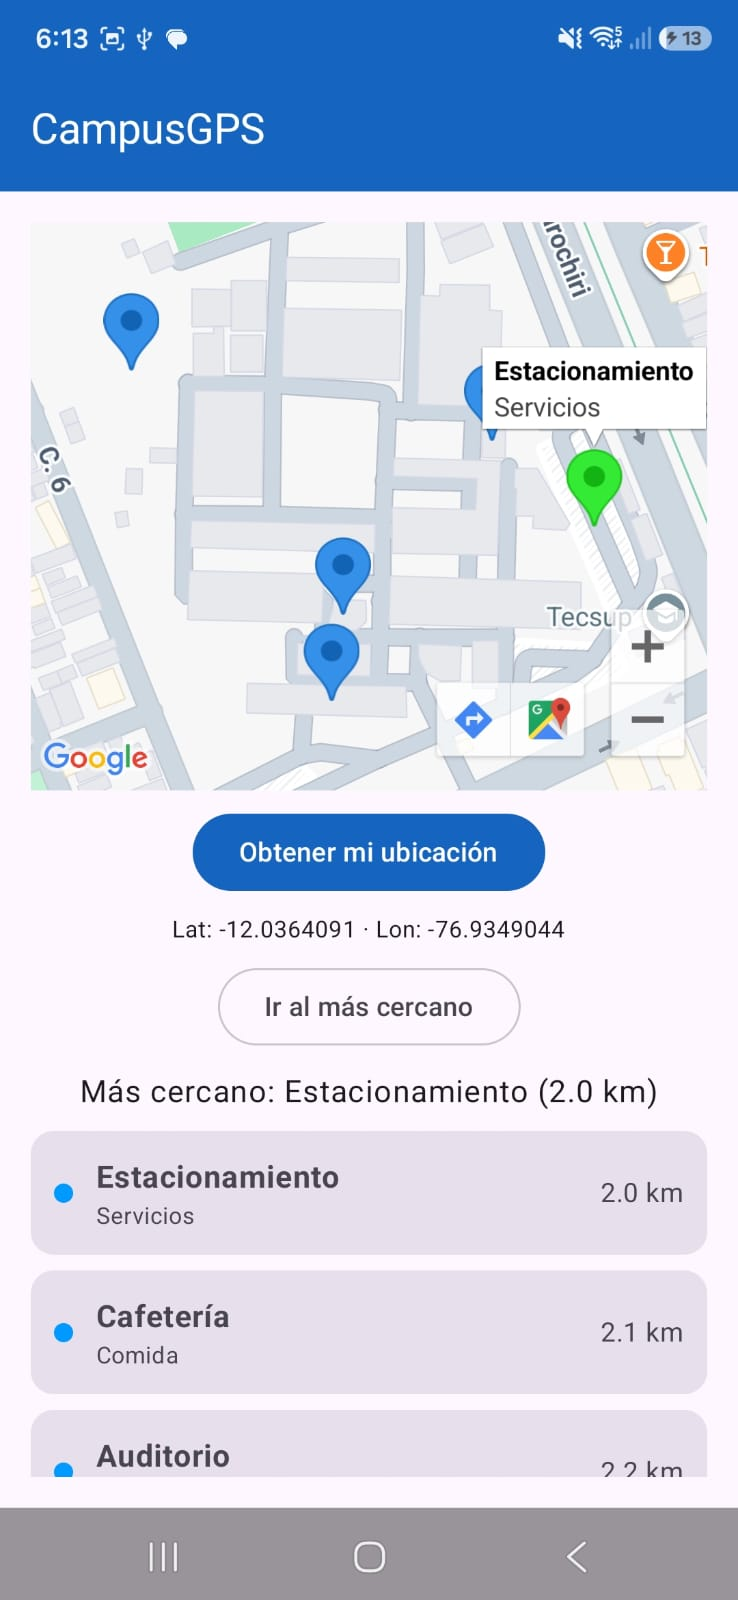 6:13
5
13
CampusGPS
rochiri
T
Estacionamiento
Servicios
C. 6
Tecsup
+
−
G
Google
Obtener mi ubicación
Lat: -12.0364091 · Lon: -76.9349044
Ir al más cercano
Más cercano: Estacionamiento (2.0 km)
Estacionamiento
2.0 km
Servicios
Cafetería
2.1 km
Comida
Auditorio
2.2 km